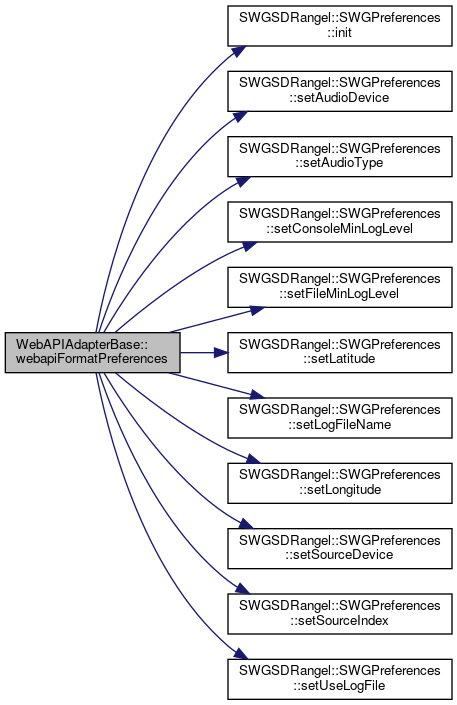 SWGSDRangel::SWGPreferences
::init
SWGSDRangel::SWGPreferences
::setAudioDevice
SWGSDRangel::SWGPreferences
::setAudioType
SWGSDRangel::SWGPreferences
::setConsoleMinLogLevel
SWGSDRangel::SWGPreferences
::setFileMinLogLevel
WebAPIAdapterBase::
webapiFormatPreferences
SWGSDRangel::SWGPreferences
::setLatitude
SWGSDRangel::SWGPreferences
::setLogFileName
SWGSDRangel::SWGPreferences
::setLongitude
SWGSDRangel::SWGPreferences
::setSourceDevice
SWGSDRangel::SWGPreferences
::setSourceIndex
SWGSDRangel::SWGPreferences
::setUseLogFile